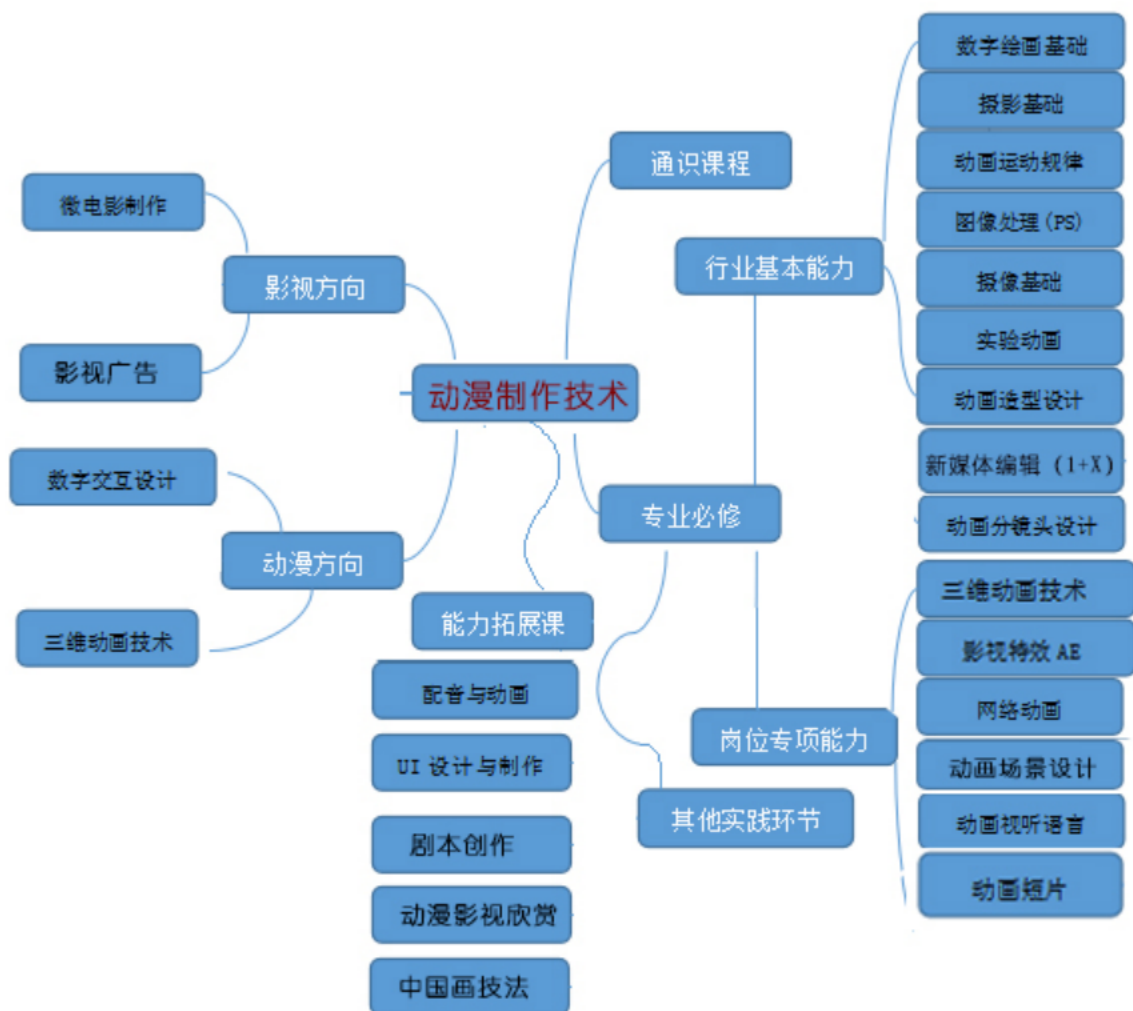 数字绘画基础
摄影基础
通识课程
动画运动规律
微电影制作
图像处理(PS)
行业基本能力
影视方向
摄像基础
实验动画
影视广告
动漫制作技术
动画造型设计
数字交互设计
新媒体编辑 (1+X)
专业必修
动画分镜头设计
动漫方向
三维动画技术
能力拓展课
三维动画技术
影视特效 AE
配音与动画
网络动画
岗位专项能力
UI 设计与制作
动画场景设计
其他实践环节
动画视听语言
剧本创作
动画短片
动漫影视欣赏
中国画技法